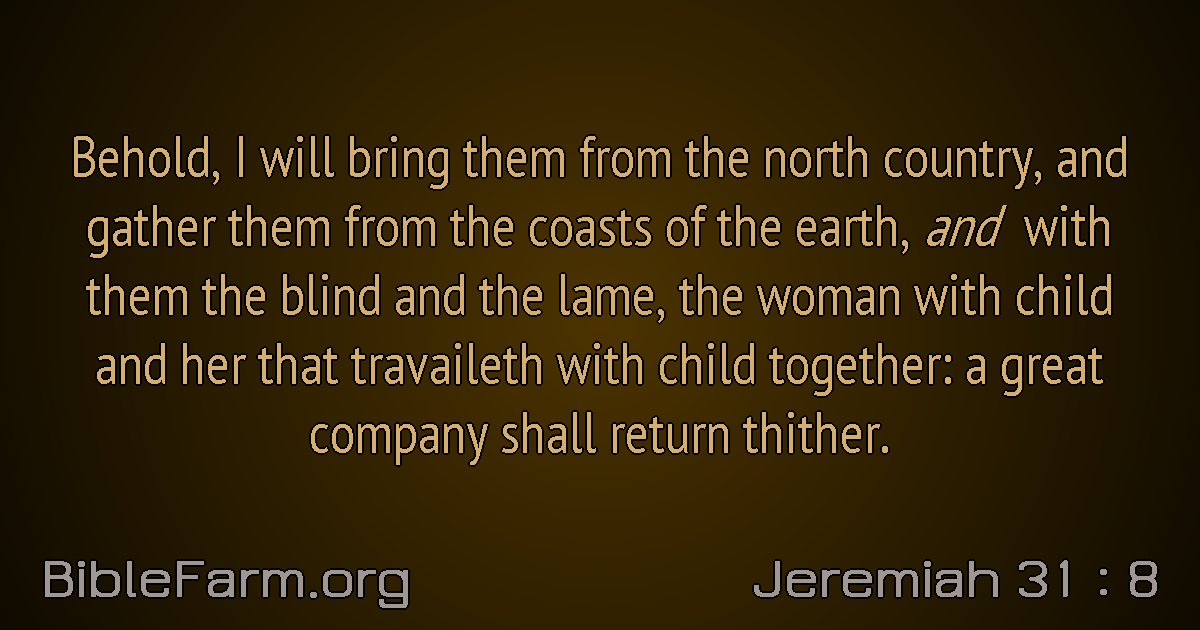 Behold, I will bring them from the north country, and
gather them from the coasts of the earth, and with
them the blind and the lame, the woman with child
and her that travaileth with child together: a great
company shall return thither.
BibleFarm.org
Jeremiah 31 : 8